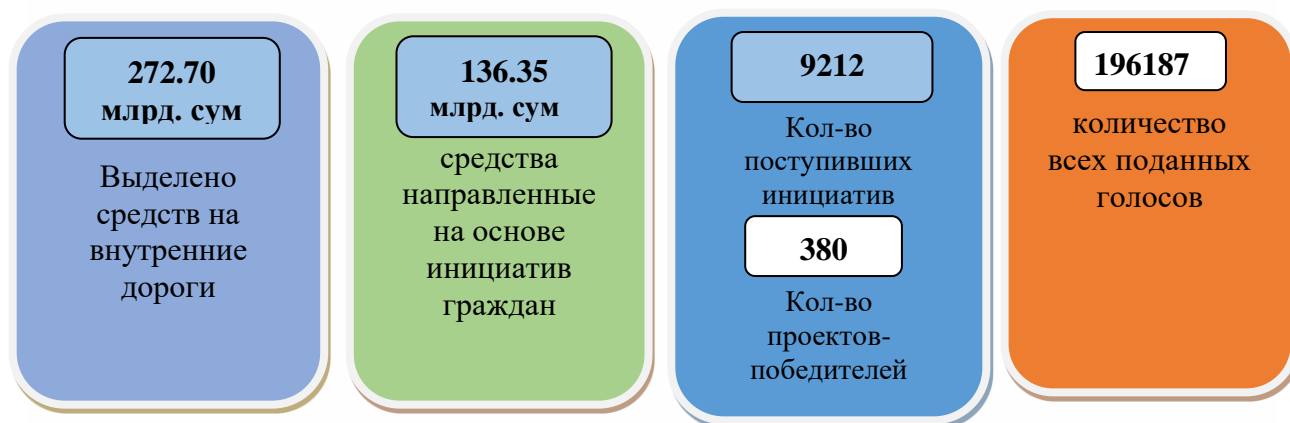 272.70
млрд. сум
Выделено
средств на
внутренние
дороги
136.35
млрд. сум
средства
направленные
на основе
инициатив
граждан
9212
Кол-во
поступивших
инициатив
380
Кол-во
проектов-
победителей
196187
количество
всех поданных
голосов